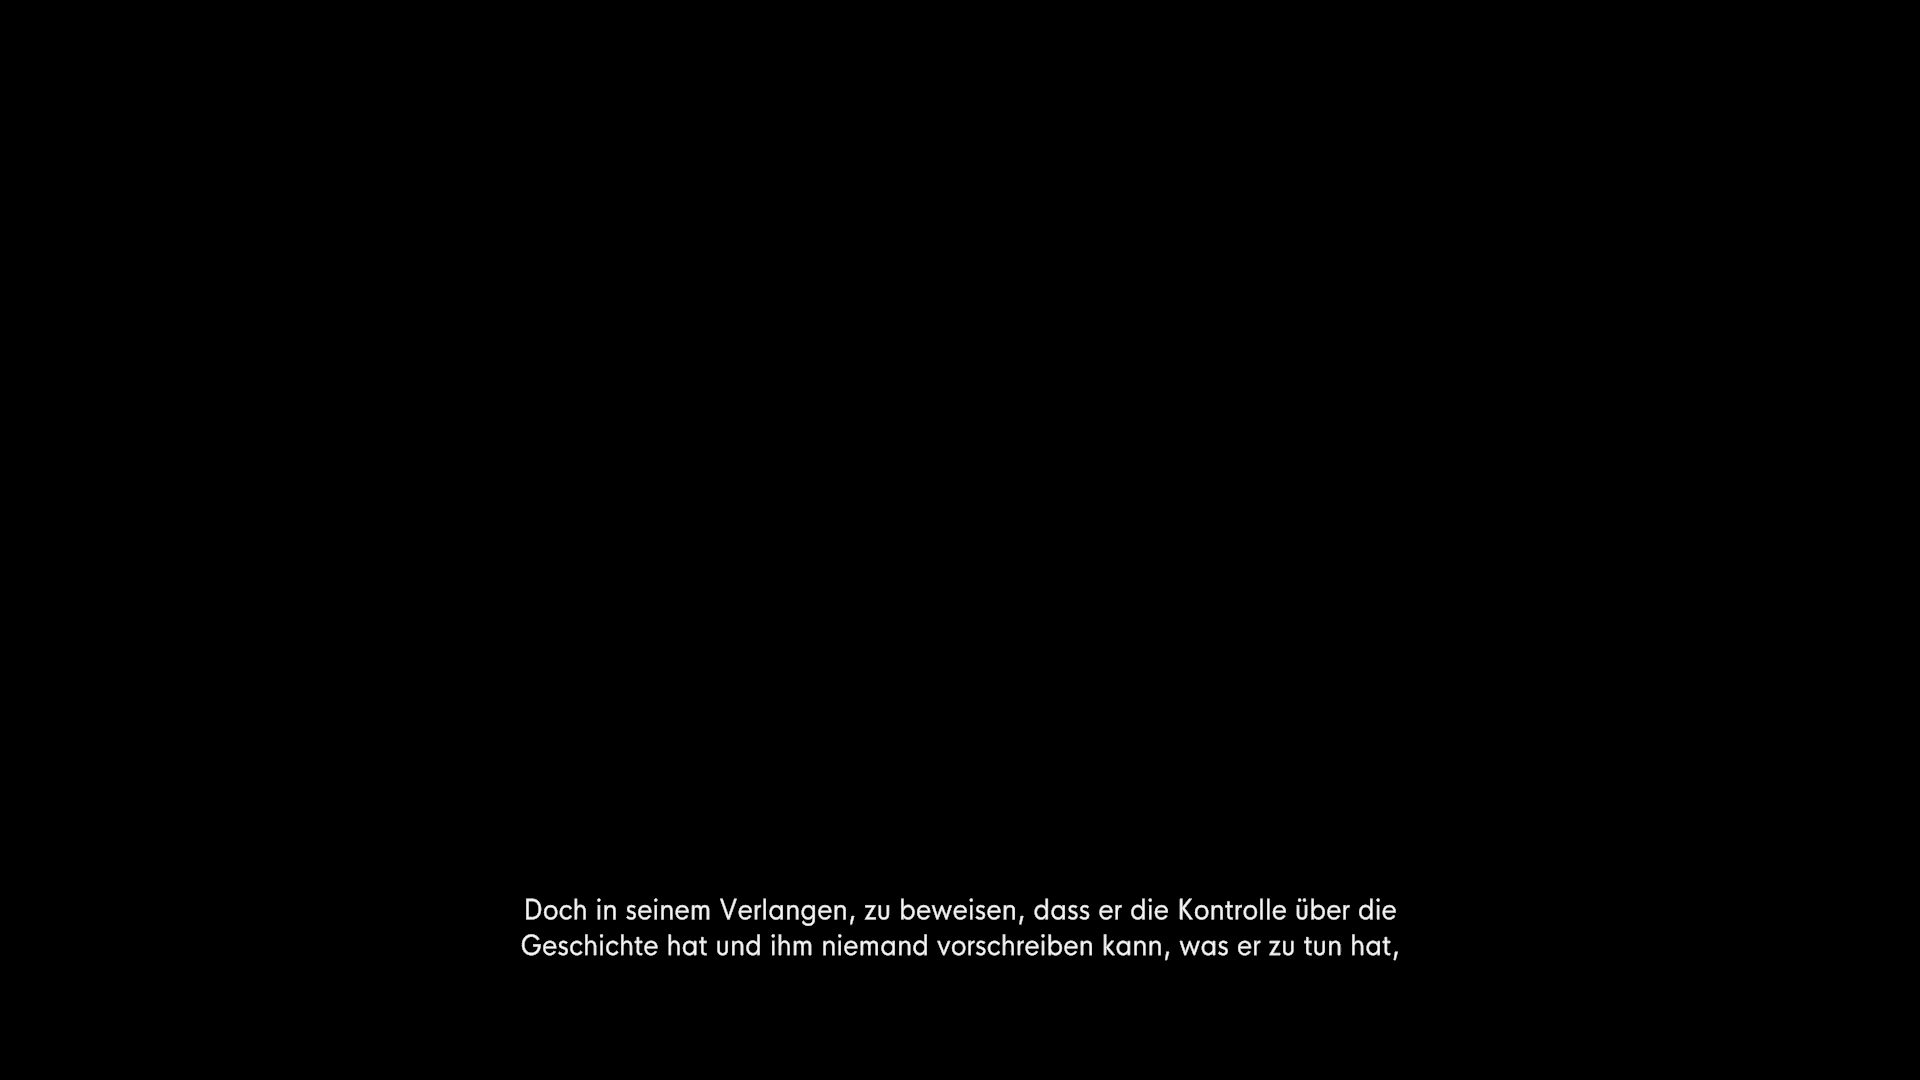 Doch in seinem Verlangen, zu beweisen, dass er die Kontrolle über die
Geschichte hat und ihm niemand vorschreiben kann, was er zu tun hat,